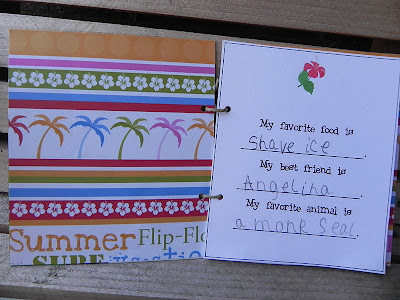 Summer Flip-Flo
SURF
My favorite food is
Shave ice.
My best friend is
Angelina.
My favorite animal is
a monk Seal.